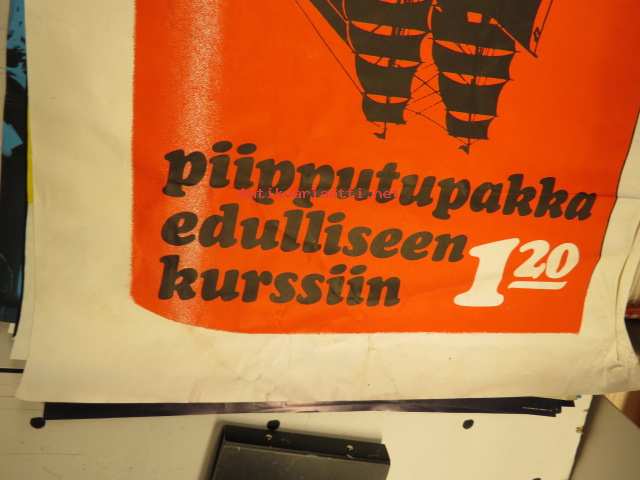 piipputupakka
edulliseen
kurssiin 1 20